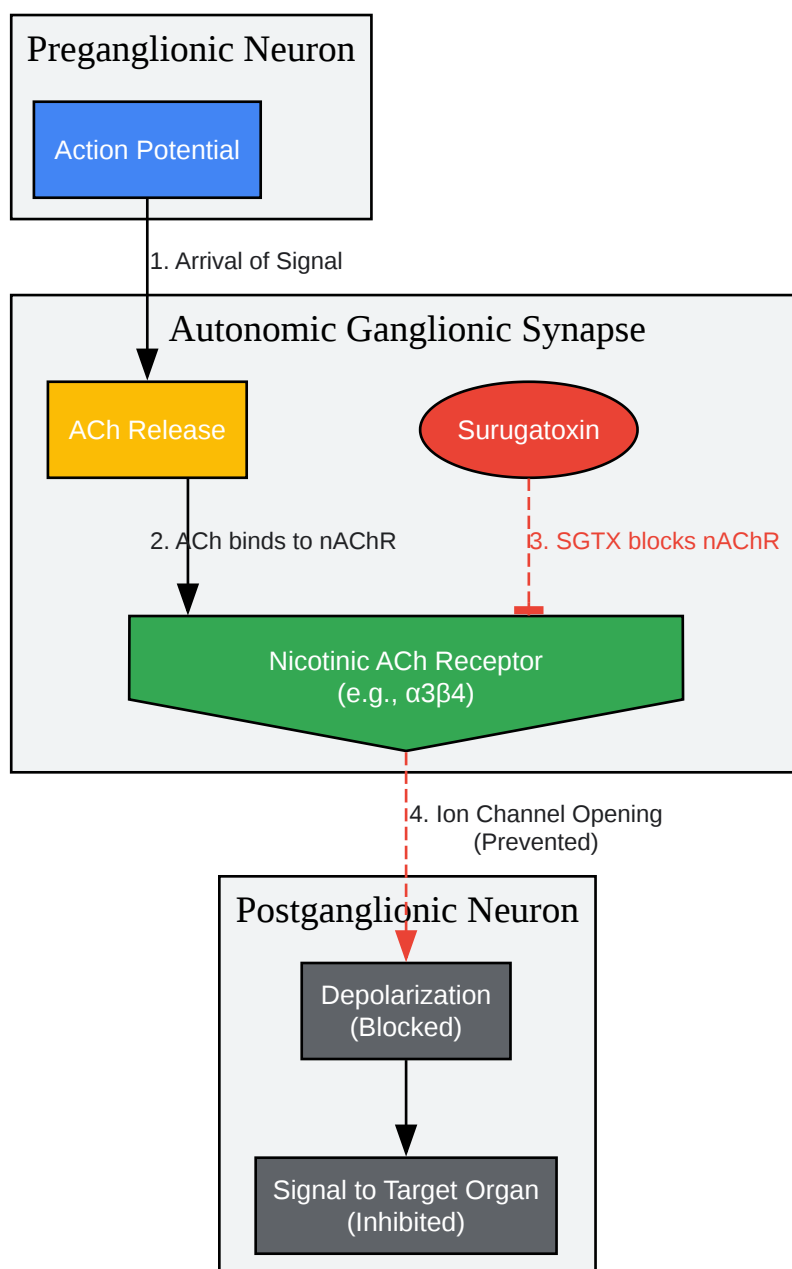 Preganglionic Neuron
Action Potential
1. Arrival of Signal
Autonomic Ganglionic Synapse
ACh Release
Surugatoxin
2. ACh binds to nAChR
3. SGTX blocks nAChR
Nicotinic ACh Receptor
(e.g., α3β4)
4. Ion Channel Opening
(Prevented)
Postganglionic Neuron
Depolarization
(Blocked)
Signal to Target Organ
(Inhibited)